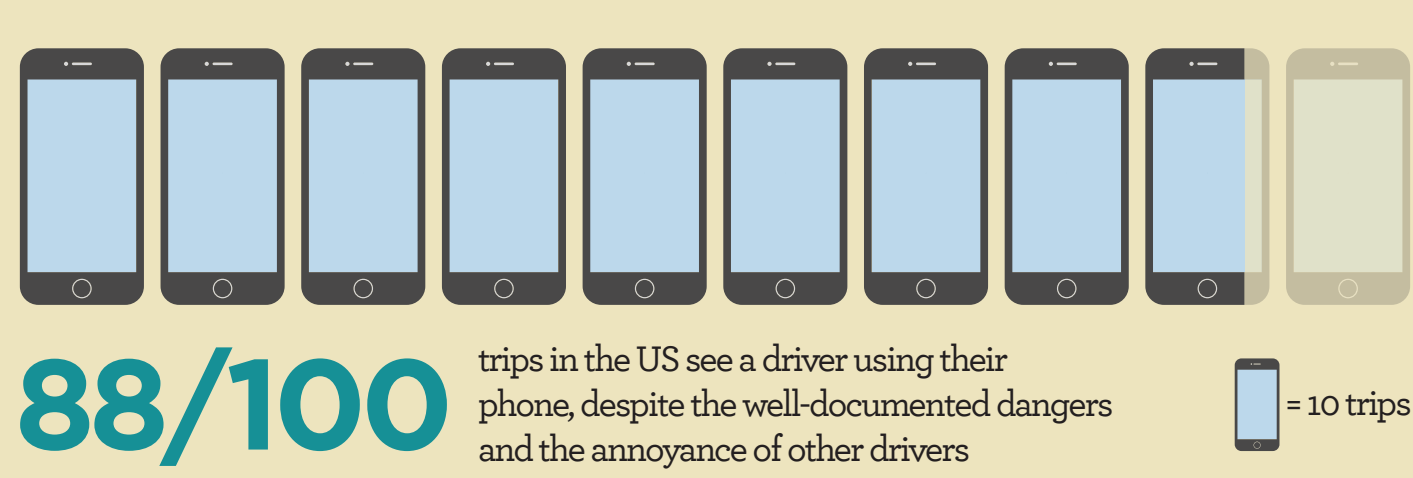 88/100
trips in the US see a driver using their
phone, despite the well-documented dangers
and the annoyance of other drivers
= 10 trips